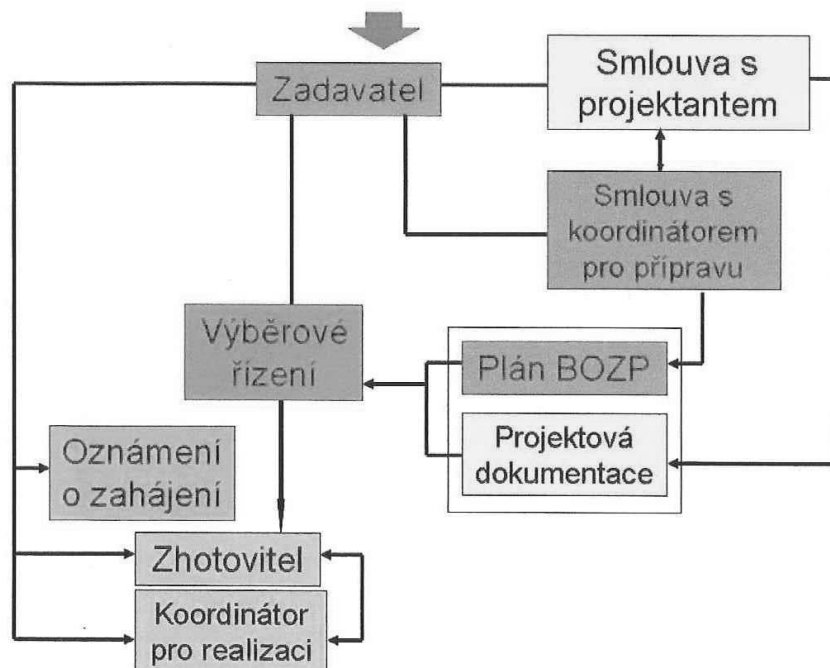 Zadavatel
Smlouva s
projektantem
Smlouva s
koordinátorem
pro přípravu
Výběrové
řízení
Plán BOZP
Projektová
dokumentace
Oznámení
o zahájení
Zhotovitel
Koordinátor
pro realizaci